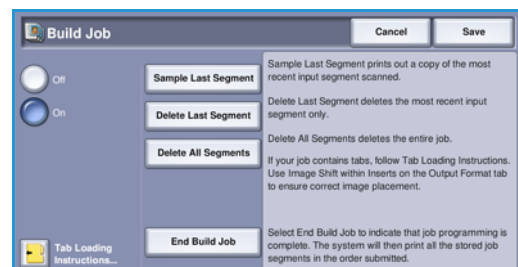 Build Job
Cancel
Save
Off
On
Sample Last Segment
Delete Last Segment
Delete All Segments
End Build Job
Tab Loading
Instructions...
Sample Last Segment prints out a copy of the most
recent input segment scanned.
Delete Last Segment deletes the most recent input
segment only.
Delete All Segments deletes the entire job.
If your job contains tabs, follow Tab Loading Instructions.
Use Image Shift within Inserts on the Output Format tab
to ensure correct image placement.
Select End Build Job to indicate that job programming is
complete. The system will then print all the stored job
segments in the order submitted.